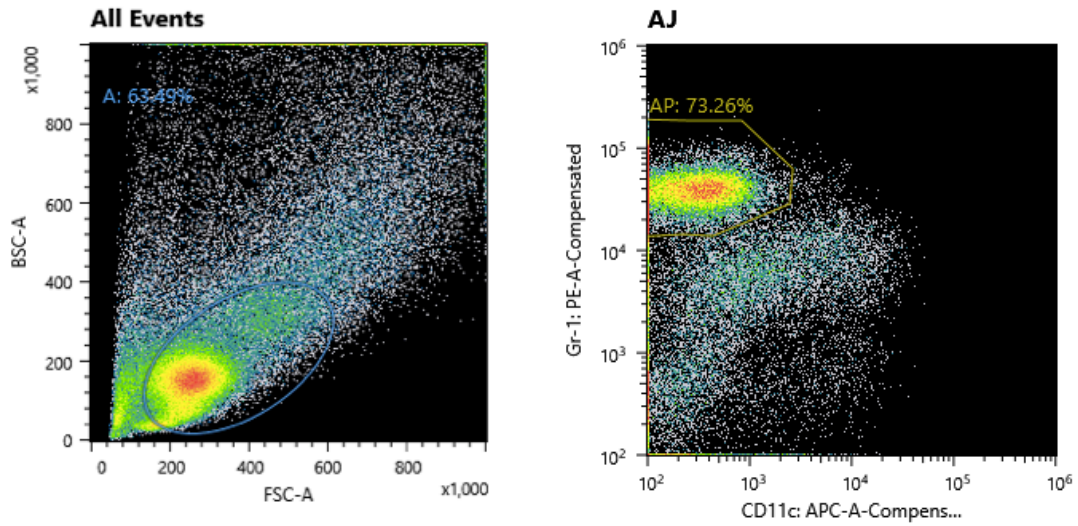 All Events
x1,000
A: 63.49%
800
600
400
200
0
BSC-A
0 200 400 600 800
FSC-A
x1,000
AJ
10^6
AP: 73.26%
10^5
10^4
10^3
10^2
Gr-1: PE-A-Compensated
10^2 10^3 10^4 10^5 10^6
CD11c: APC-A-Compens...